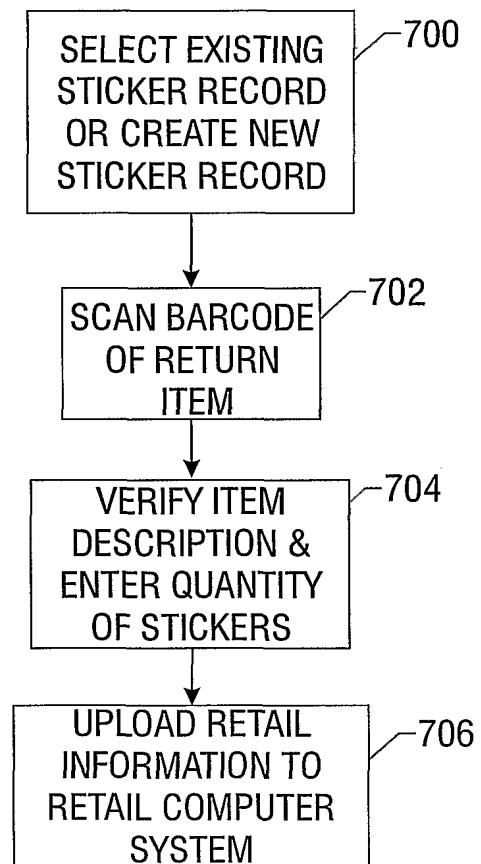 SELECT EXISTING
STICKER RECORD
OR CREATE NEW
STICKER RECORD
700
SCAN BARCODE
OF RETURN
ITEM
702
VERIFY ITEM
DESCRIPTION &
ENTER QUANTITY
OF STICKERS
704
UPLOAD RETAIL
INFORMATION TO
RETAIL COMPUTER
SYSTEM
706